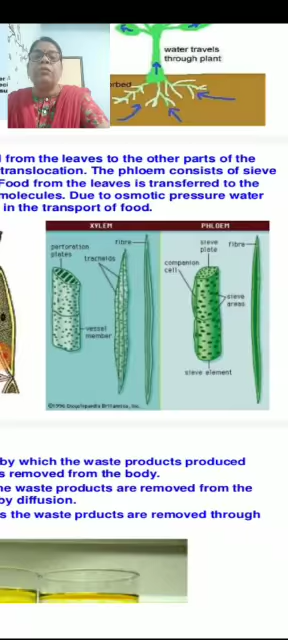 water travels
through plant
from the leaves to the other parts of the
translocation. The phloem consists of sieve
Food from the leaves is transferred to the
molecules. Due to osmotic pressure water
in the transport of food.
XYLEM
PHLOEM
perforation
plates
fibre
tracheids
vessel
member
sieve
plate
fibre
companion
cell
sieve
areas
sieve element
©1996 Encyclopaedia Britannica, Inc.
by which the waste products produced
s removed from the body.
he waste products are removed from the
by diffusion.
s the waste prducts are removed through